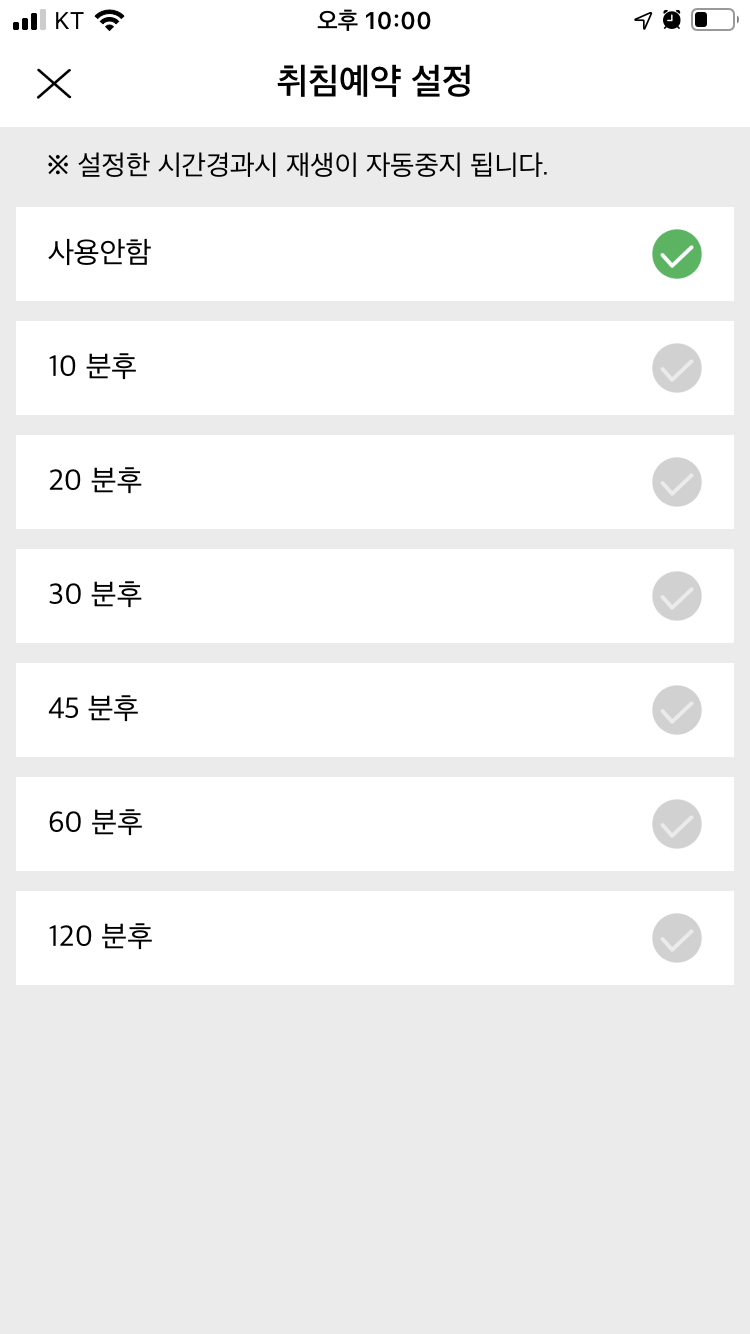 KT 오후 10:00
취침예약 설정
※ 설정한 시간경과시 재생이 자동중지 됩니다.
사용안함
10 분후
20 분후
30 분후
45 분후
60 분후
120 분후